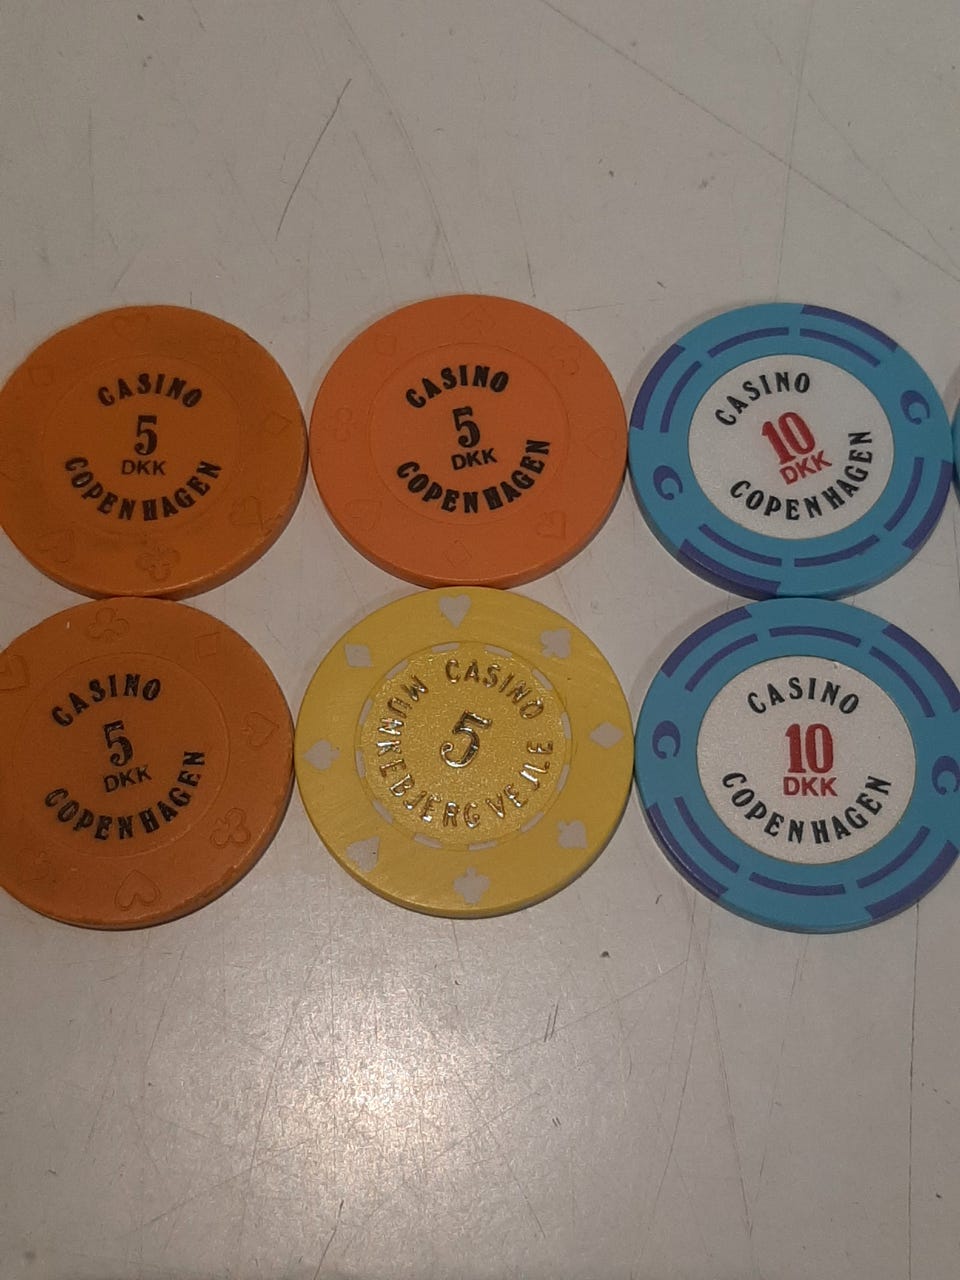 CASINO
5
DKK
COPENHAGEN
CASINO
5
DKK
COPENHAGEN
CASINO
10
DKK
COPENHAGEN
G
G
CASINO
5
DKK
COPENHAGEN
CASINO
5
MUNKEBJERG VEJLE
CASINO
10
DKK
COPENHAGEN
G
G